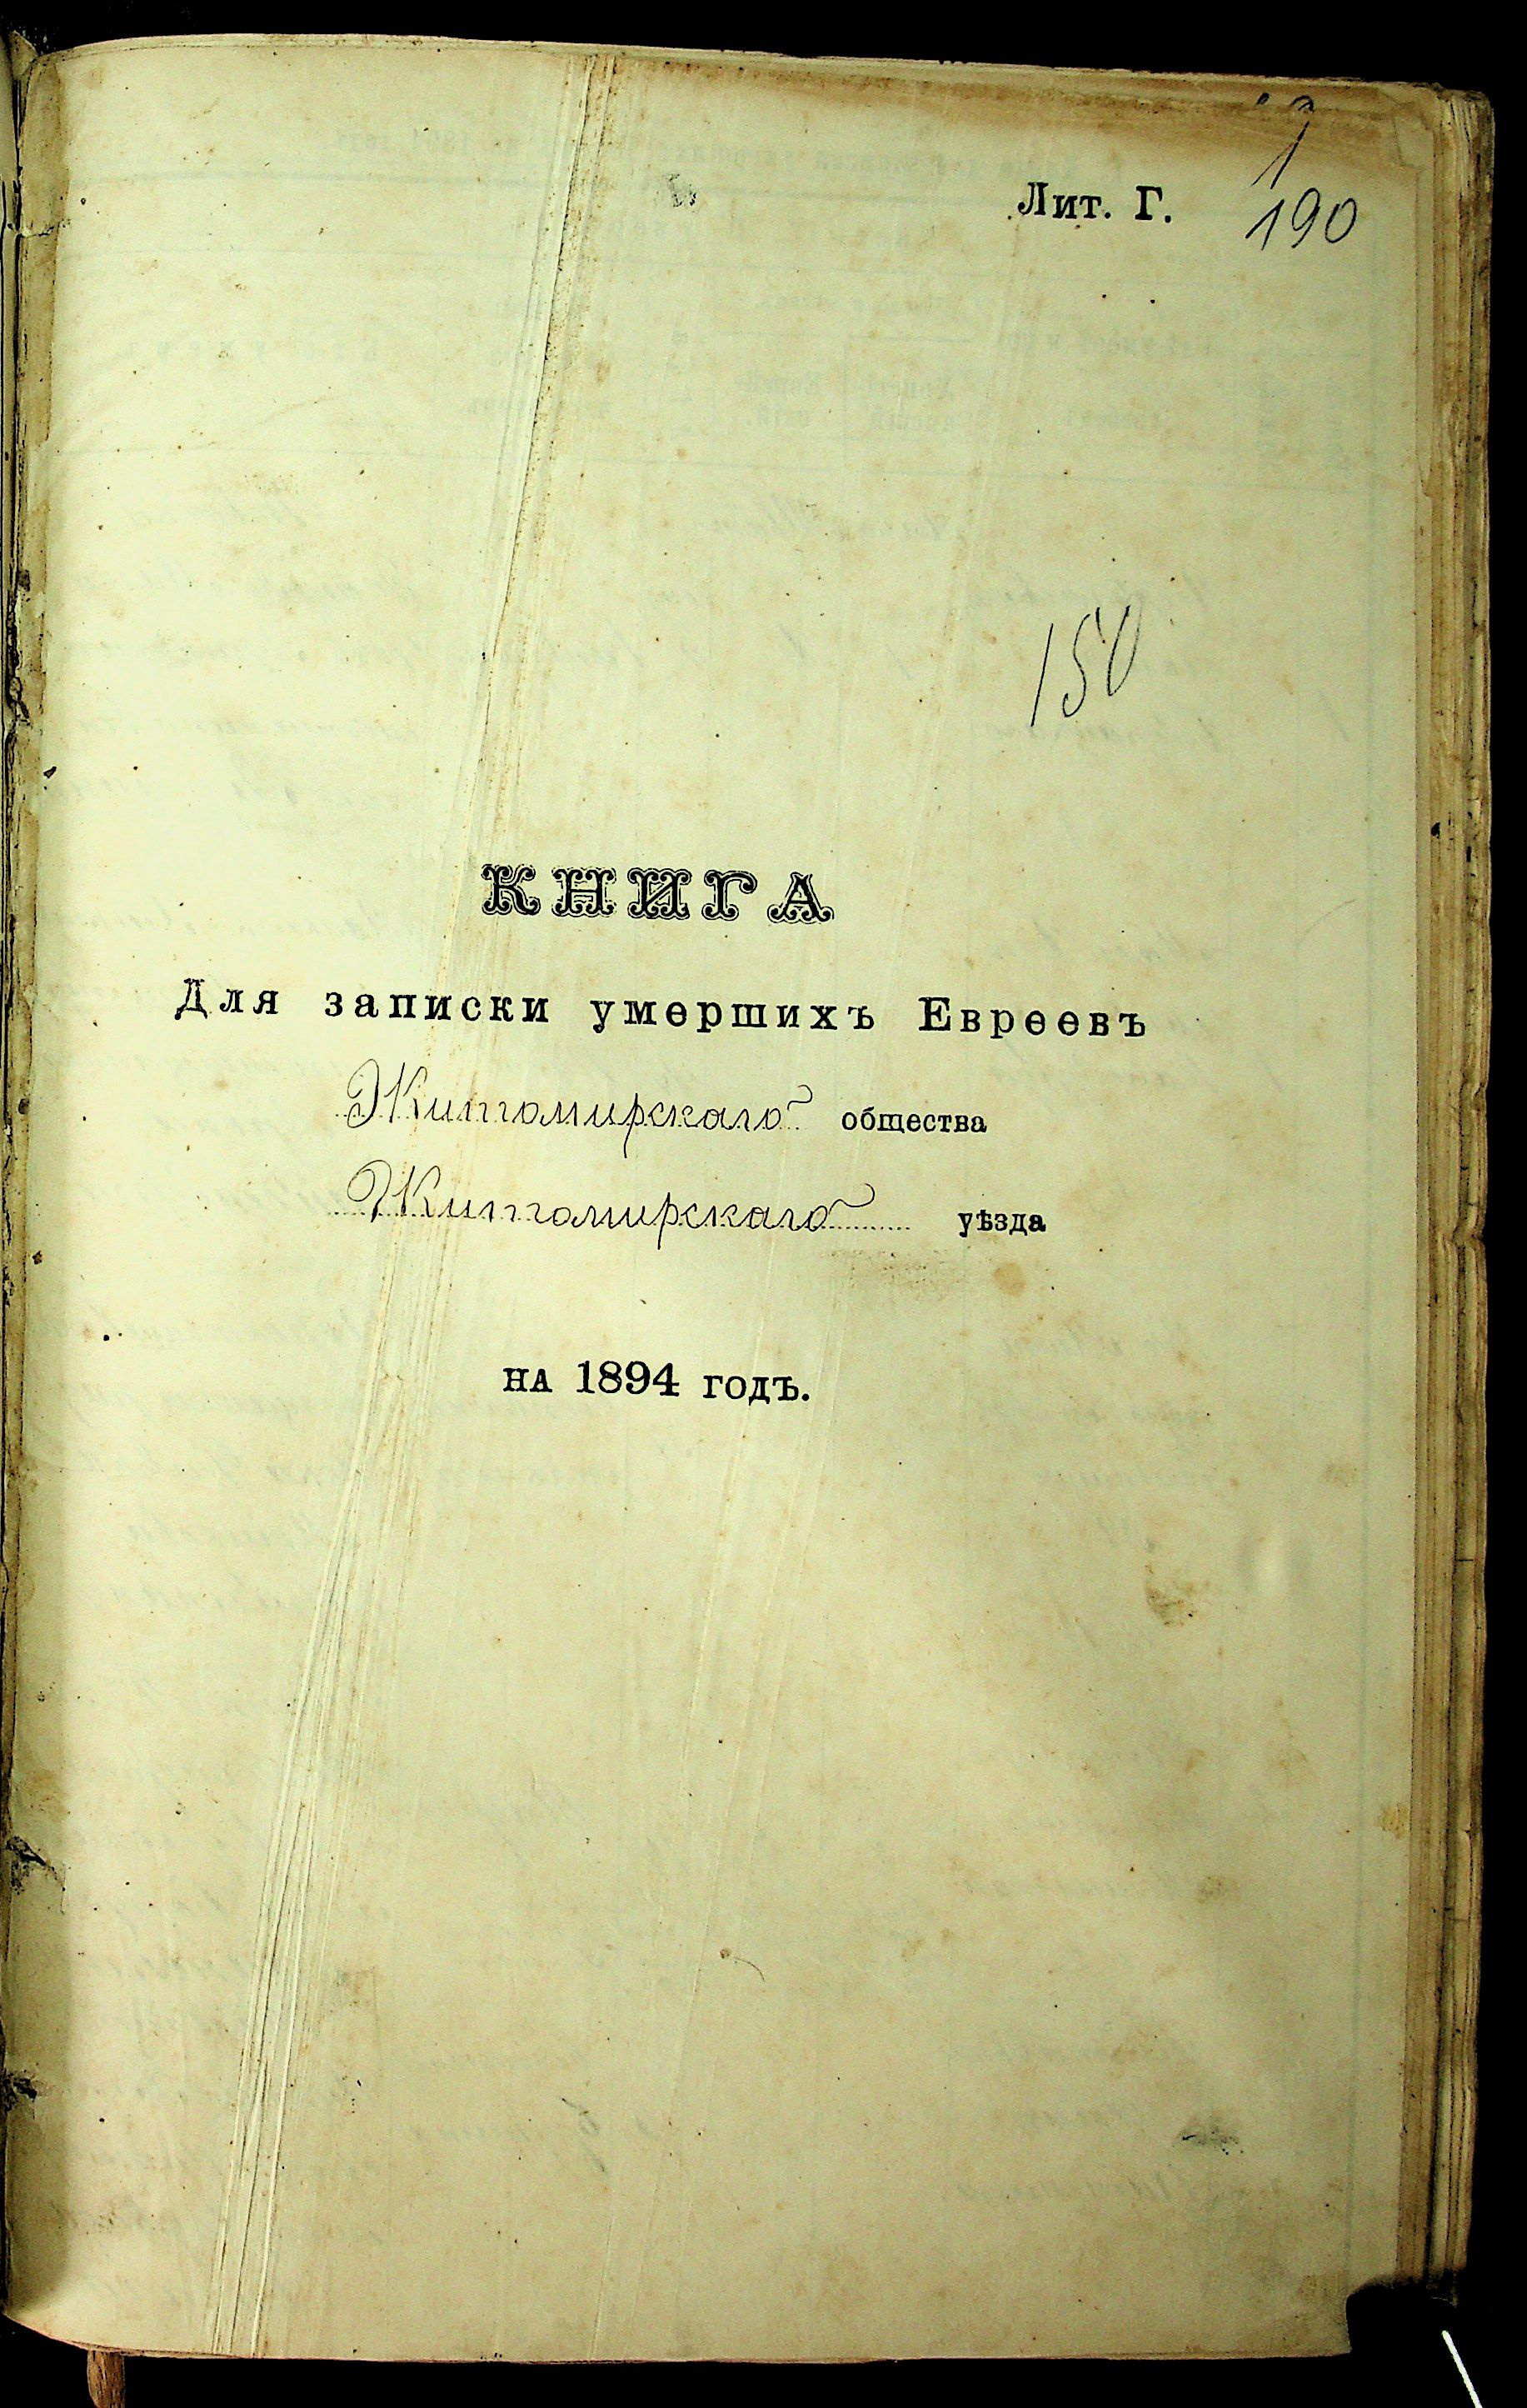 1
Лит. Г.
190
150
КНИГА
Для записки умершихъ Евреевъ
Житомирскаго общества
Житомирскаго уѣзда
на 1894 годъ.